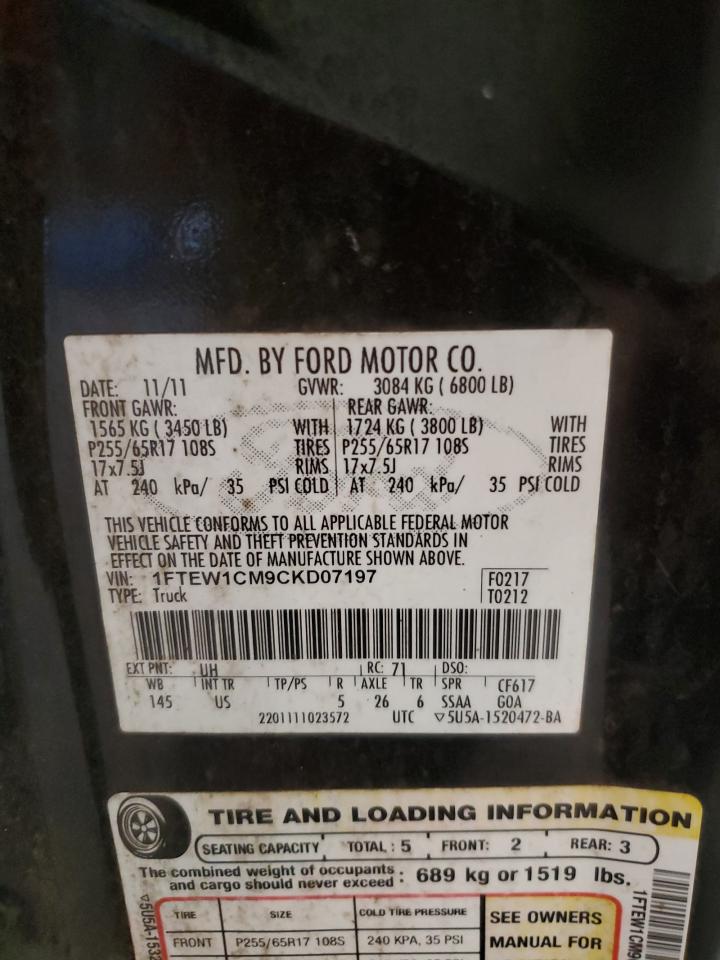 MFD. BY FORD MOTOR CO.
DATE: 11/11 GVWR: 3084 KG ( 6800 LB)
FRONT GAWR: REAR GAWR:
1565 KG ( 3450 LB) WITH 1724 KG ( 3800 LB) WITH
P255/65R17 108S TIRES P255/65R17 108S TIRES
17x7.5J RIMS 17x7.5J RIMS
AT 240 kPa/ 35 PSI COLD AT 240 kPa/ 35 PSI COLD
THIS VEHICLE CONFORMS TO ALL APPLICABLE FEDERAL MOTOR
VEHICLE SAFETY AND THEFT PREVENTION STANDARDS IN
EFFECT ON THE DATE OF MANUFACTURE SHOWN ABOVE.
VIN: 1FTEW1CM9CKD07197 F0217
TYPE: Truck T0212
EXT PNT: UH RC: 71 DSO:
WB INT TR TP/PS R AXLE TR SPR CF617
145 US 5 26 6 SSAA GOA
2201111023572 UTC ▽5U5A-1520472-BA
TIRE AND LOADING INFORMATION
SEATING CAPACITY TOTAL : 5 FRONT: 2 REAR: 3
The combined weight of occupants
and cargo should never exceed : 689 kg or 1519 lbs.
TIRE SIZE COLD TIRE PRESSURE SEE OWNERS
FRONT P255/65R17 108S 240 KPA, 35 PSI MANUAL FOR
▽5U5A-153
1FTEW1CM9